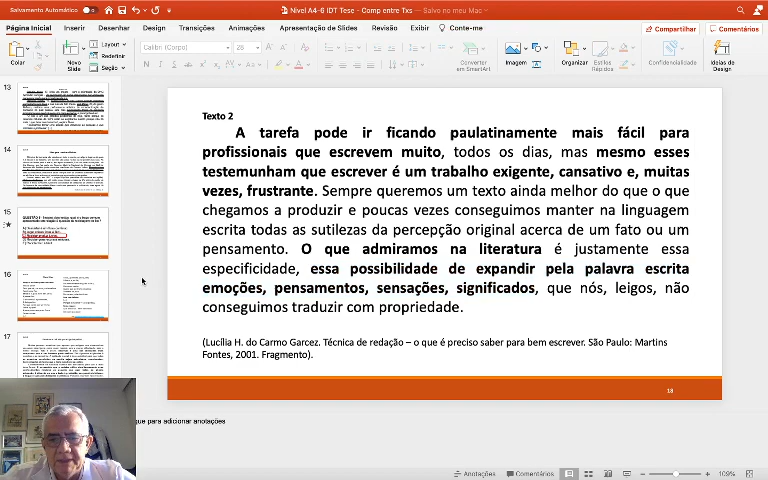 Salvamento Automático
Nível A4-6 IDT Tese - Comp entre Txs — Salvo no meu Mac
Página Inicial Inserir Desenhar Design Transições Animações Apresentação de Slides Revisão Exibir Conte-me Compartilhar Comentários
Colar
Novo Slide
Layout
Redefinir
Seção
Calibri (Corpo) 28
Converter em SmartArt
Imagem
Organizar
Estilos Rápidos
Confidencialidade
Ideias de Design
13
14
15
16
17
Texto 2
A tarefa pode ir ficando paulatinamente mais fácil para
profissionais que escrevem muito, todos os dias, mas mesmo esses
testemunham que escrever é um trabalho exigente, cansativo e, muitas
vezes, frustrante. Sempre queremos um texto ainda melhor do que o que
chegamos a produzir e poucas vezes conseguimos manter na linguagem
escrita todas as sutilezas da percepção original acerca de um fato ou um
pensamento. O que admiramos na literatura é justamente essa
especificidade, essa possibilidade de expandir pela palavra escrita
emoções, pensamentos, sensações, significados, que nós, leigos, não
conseguimos traduzir com propriedade.
(Lucília H. do Carmo Garcez. Técnica de redação – o que é preciso saber para bem escrever. São Paulo: Martins
Fontes, 2001. Fragmento).
18
que para adicionar anotações
Anotações Comentários 109%